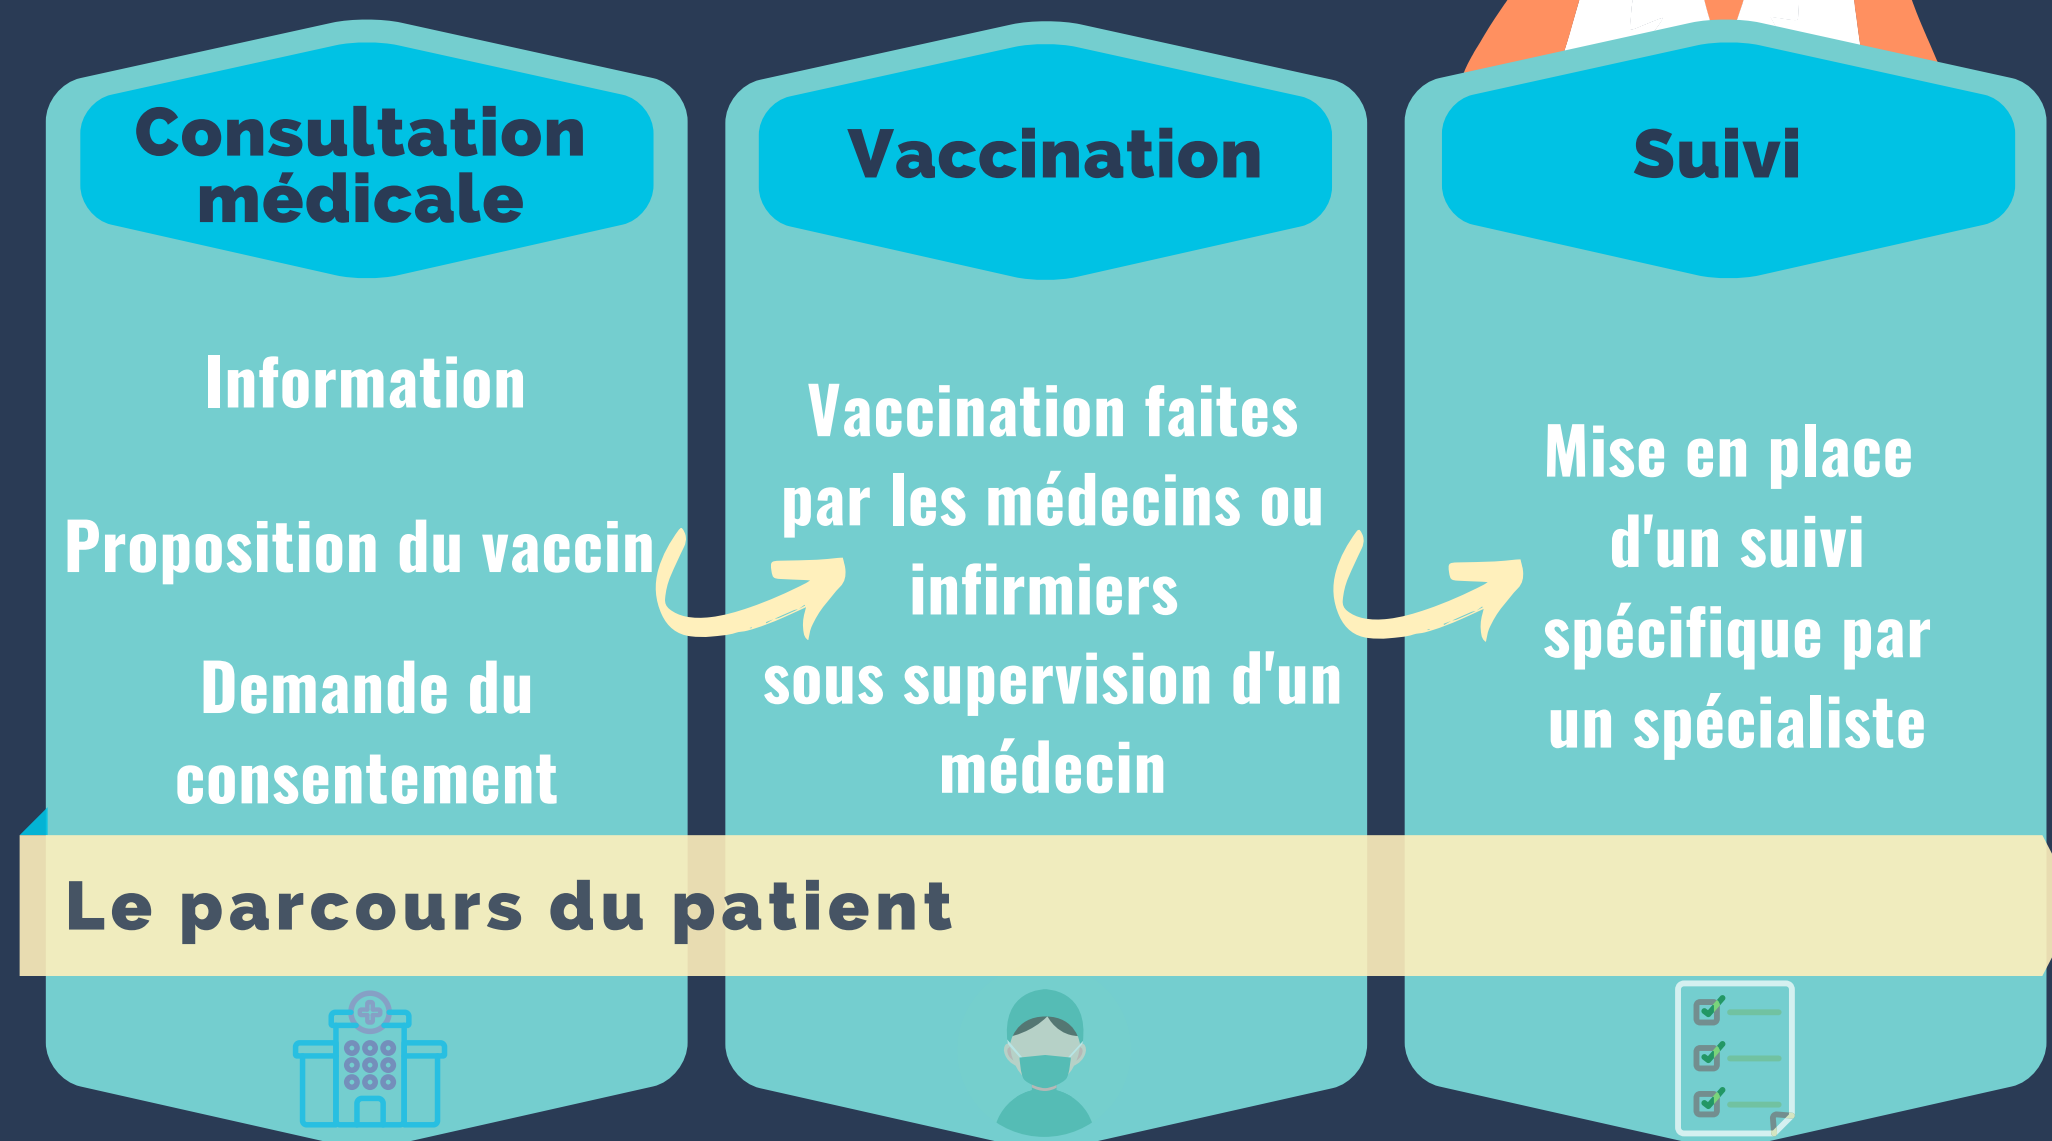 Consultation
médicale
Information
Proposition du vaccin
Demande du
consentement
Vaccination
Vaccination faites
par les médecins ou
infirmiers
sous supervision d'un
médecin
Suivi
Mise en place
d'un suivi
spécifique par
un spécialiste
Le parcours du patient